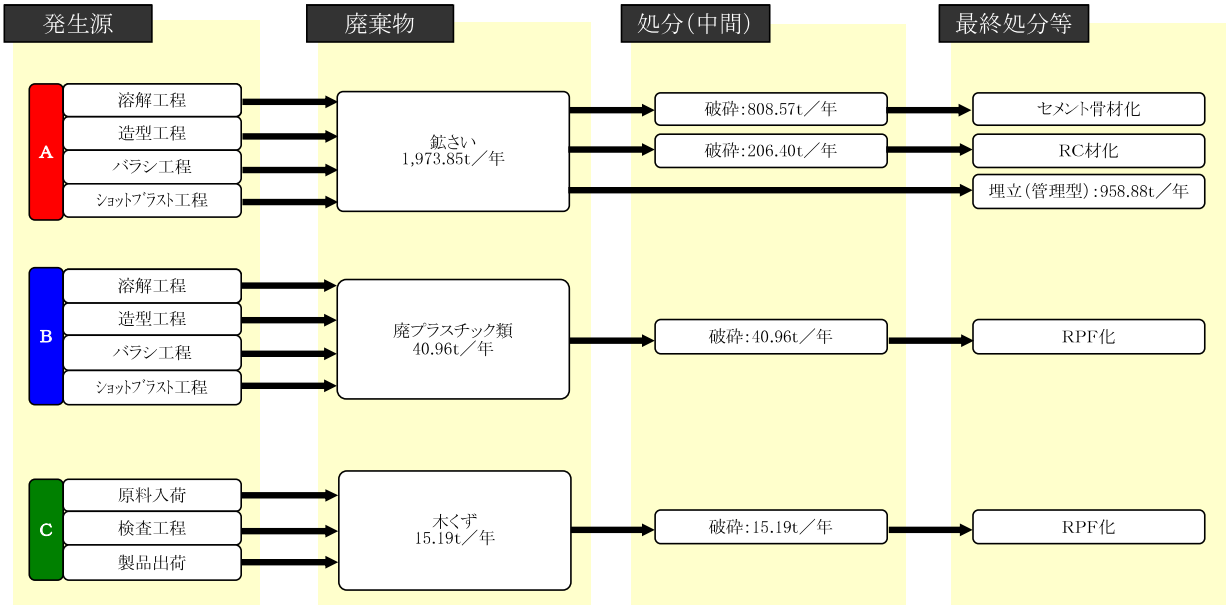 発生源
廃棄物
処分(中間)
最終処分等
A
溶解工程
造型工程
バラシ工程
ショットブラスト工程
鉱さい
1,973.85t／年
破砕:808.57t／年
セメント骨材化
破砕:206.40t／年
RC材化
埋立(管理型):958.88t／年
B
溶解工程
造型工程
バラシ工程
ショットブラスト工程
廃プラスチック類
40.96t／年
破砕:40.96t／年
RPF化
C
原料入荷
検査工程
製品出荷
木くず
15.19t／年
破砕:15.19t／年
RPF化